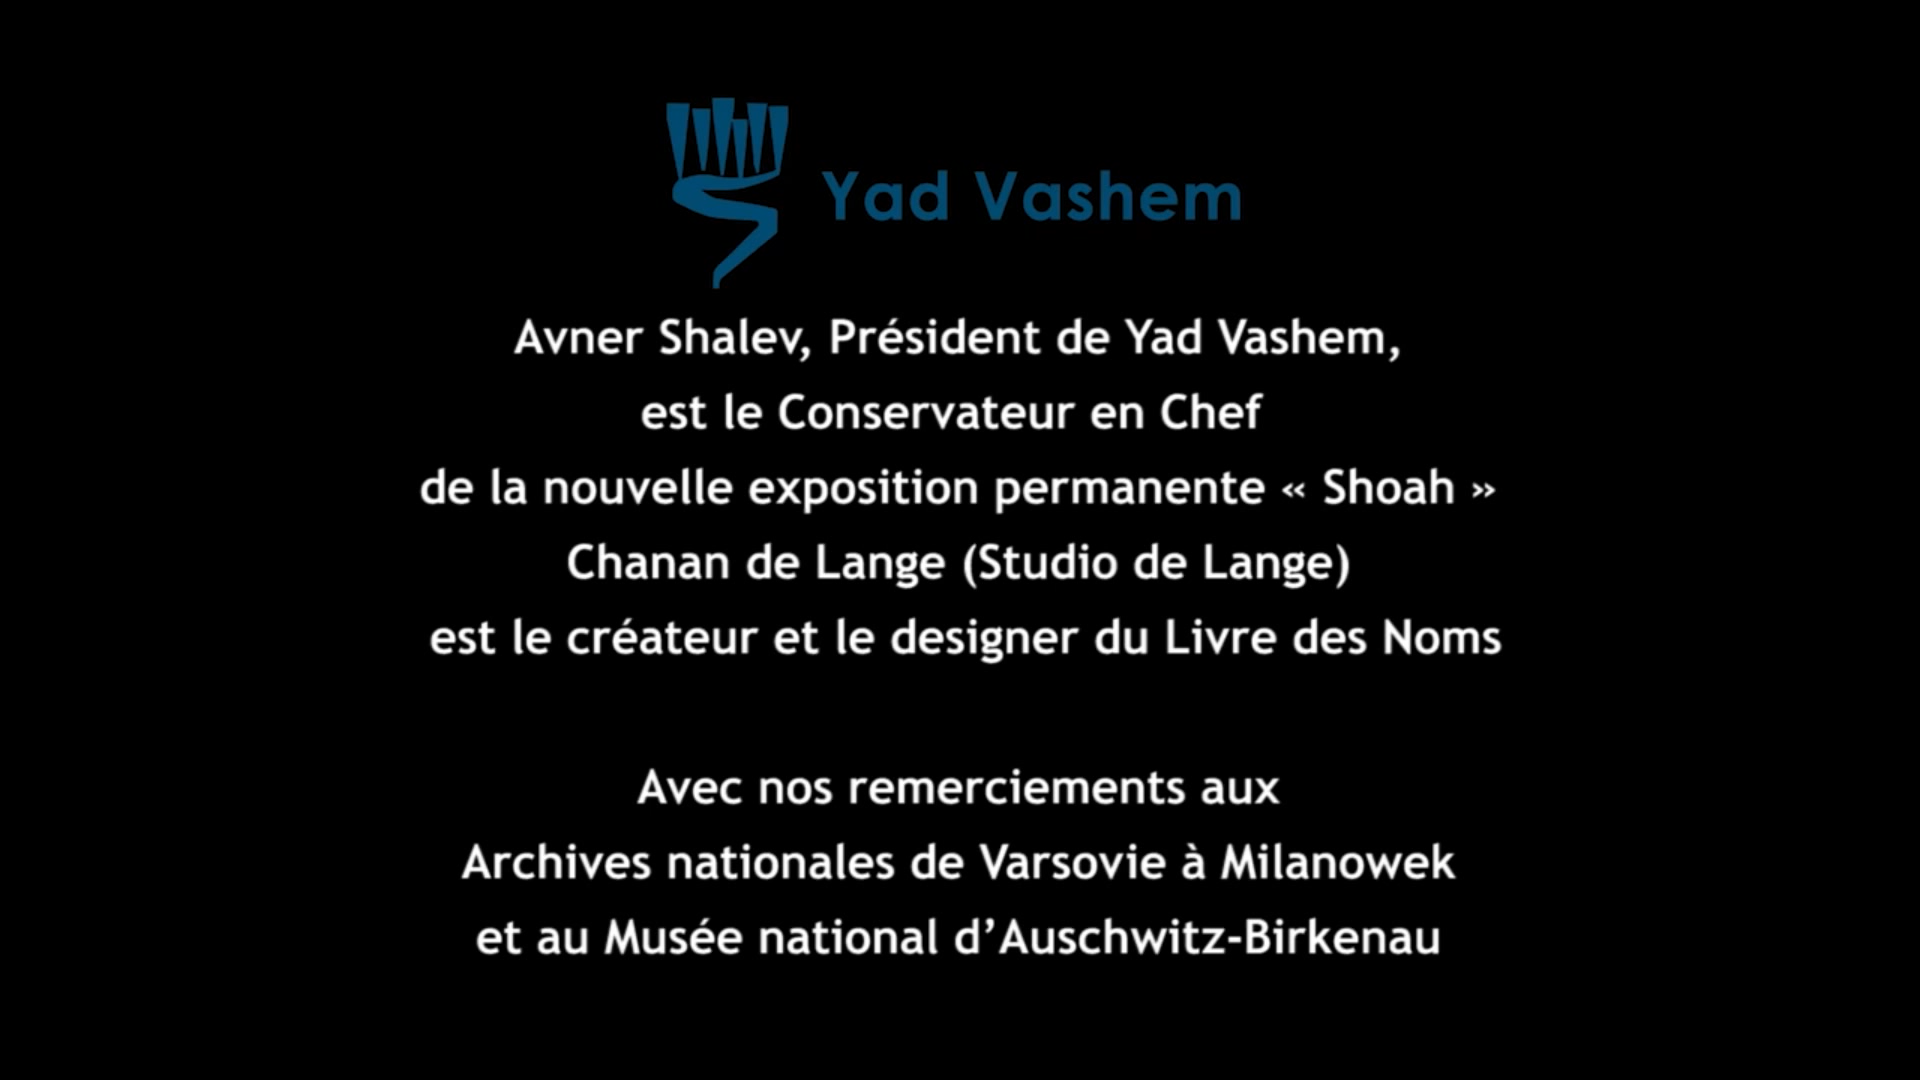 Yad Vashem
Avner Shalev, Président de Yad Vashem,
est le Conservateur en Chef
de la nouvelle exposition permanente « Shoah »
Chanan de Lange (Studio de Lange)
est le créateur et le designer du Livre des Noms
Avec nos remerciements aux
Archives nationales de Varsovie à Milanowek
et au Musée national d’Auschwitz-Birkenau